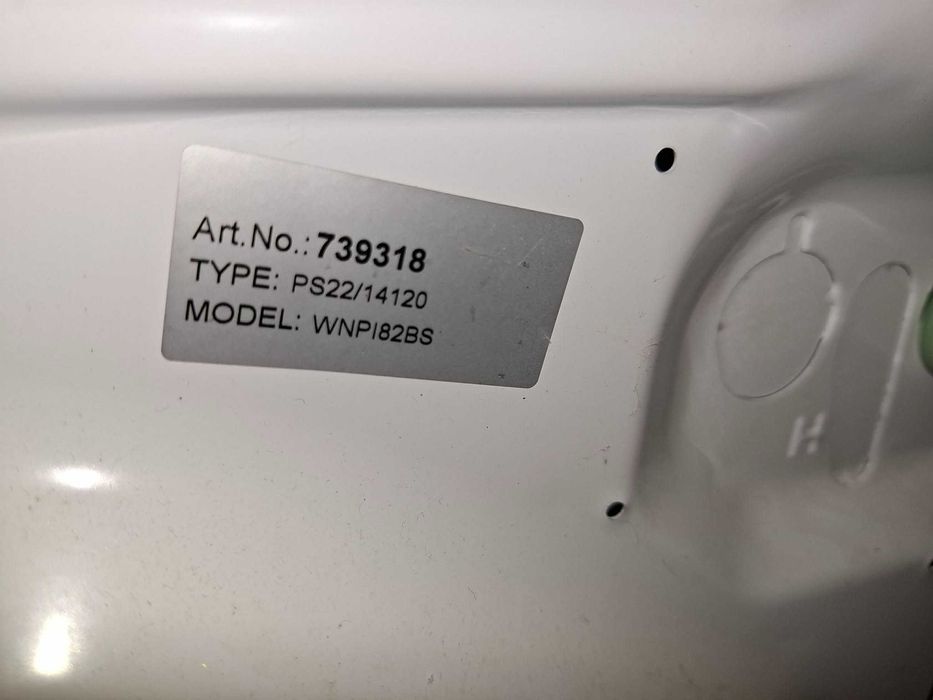 Art.No.: 739318
TYPE: PS22/14120
MODEL: WNPI82BS